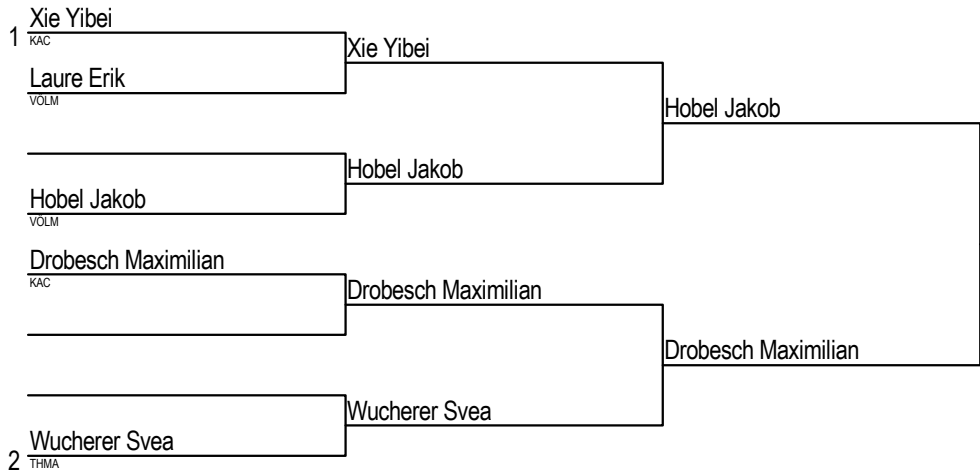 Xie Yibei
1 KAC
Xie Yibei
Laure Erik
VÖLM
Hobel Jakob
Hobel Jakob
Hobel Jakob
VÖLM
Drobesch Maximilian
KAC
Drobesch Maximilian
Drobesch Maximilian
Wucherer Svea
Wucherer Svea
2 THMA